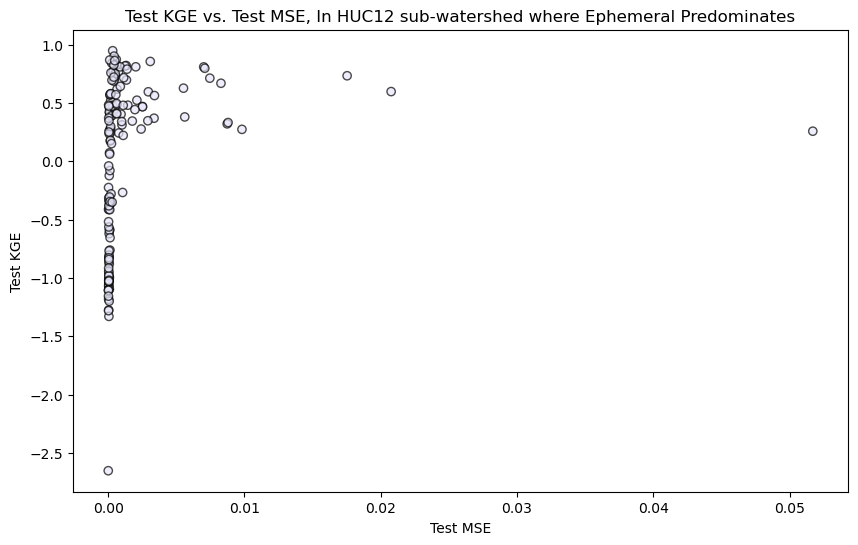 Test KGE vs. Test MSE, In HUC12 sub-watershed where Ephemeral Predominates
1.0
0.5
0.0
−0.5
−1.0
−1.5
−2.0
−2.5
Test KGE
0.00 0.01 0.02 0.03 0.04 0.05
Test MSE